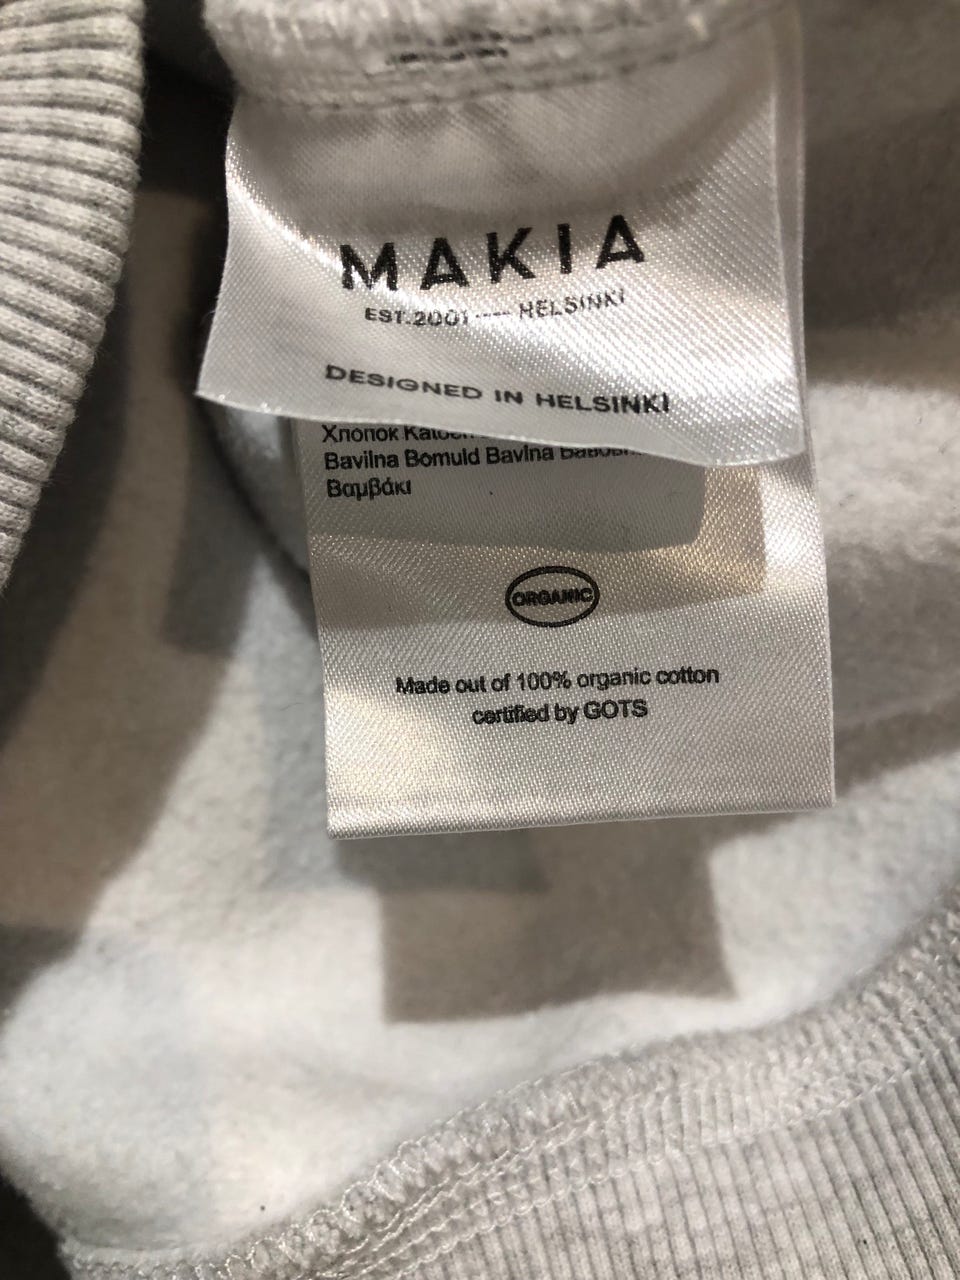 MAKIA
EST.2001 ---- HELSINKI
DESIGNED IN HELSINKI
Хлопок
Bavilna Bomuld Bavlna
Βαμβάκι
ORGANIC
Made out of 100% organic cotton
certified by GOTS